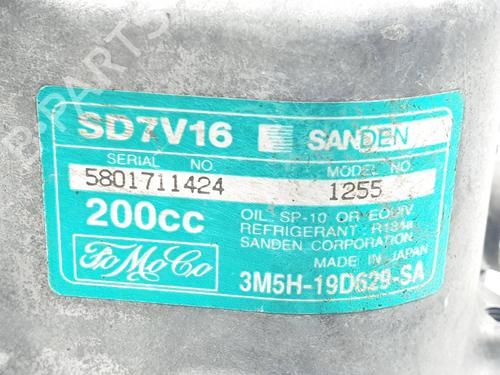 SD7V16 SANDEN
SERIAL NO. MODEL NO.
5801711424 1255
200cc OIL SP-10 OR EQUIV
REFRIGERANT R134a
SANDEN CORPORATION
MADE IN JAPAN
FoMoCo 3M5H-19D629-SA